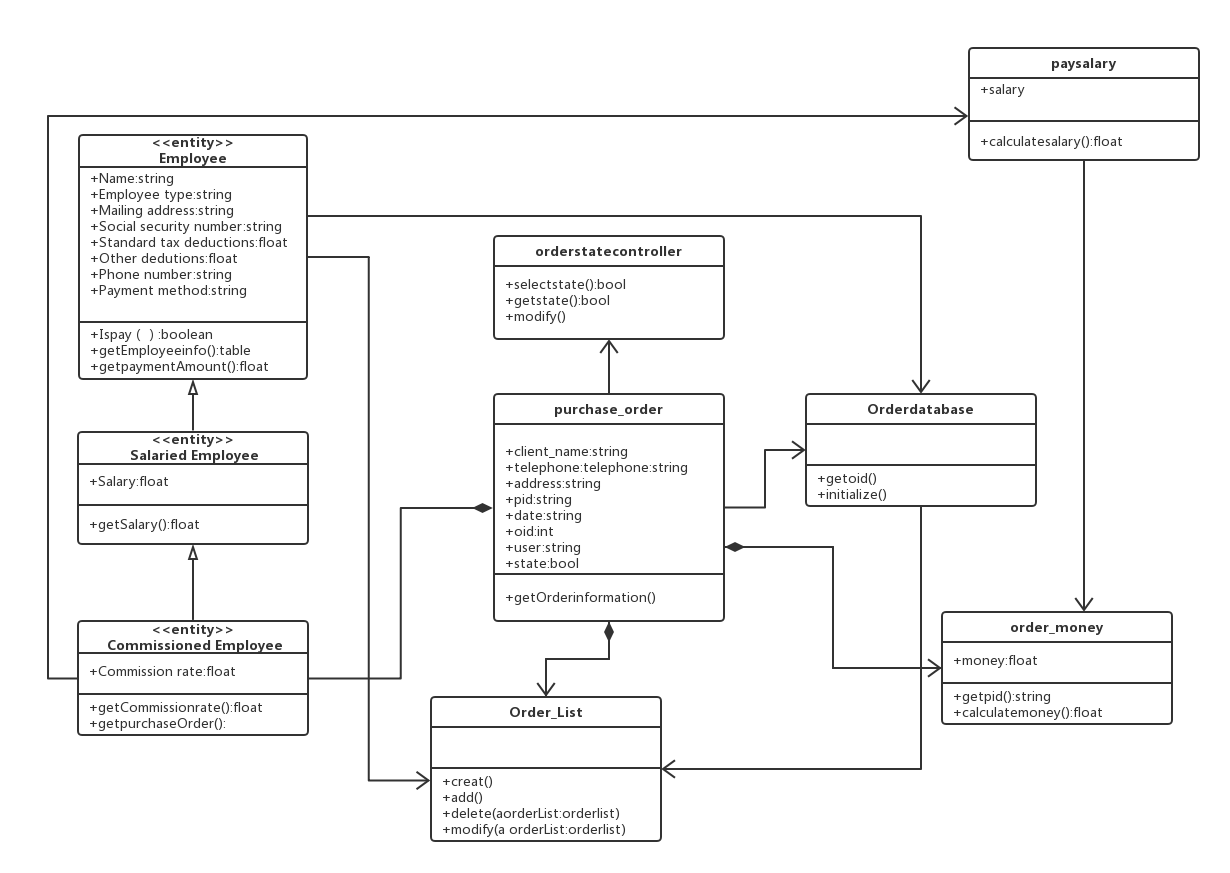 paysalary
+salary
+calculatesalary():float
<<entity>>
Employee
+Name:string
+Employee type:string
+Mailing address:string
+Social security number:string
+Standard tax deductions:float
+Other dedutions:float
+Phone number:string
+Payment method:string
+Ispay (  ) :boolean
+getEmployeeinfo():table
+getpaymentAmount():float
orderstatecontroller
+selectstate():bool
+getstate():bool
+modify()
purchase_order
+client_name:string
+telephone:telephone:string
+address:string
+pid:string
+date:string
+oid:int
+user:string
+state:bool
+getOrderinformation()
Orderdatabase
+getoid()
+initialize()
<<entity>>
Salaried Employee
+Salary:float
+getSalary():float
<<entity>>
Commissioned Employee
+Commission rate:float
+getCommissionrate():float
+getpurchaseOrder():
order_money
+money:float
+getpid():string
+calculatemoney():float
Order_List
+creat()
+add()
+delete(aorderList:orderlist)
+modify(a orderList:orderlist)